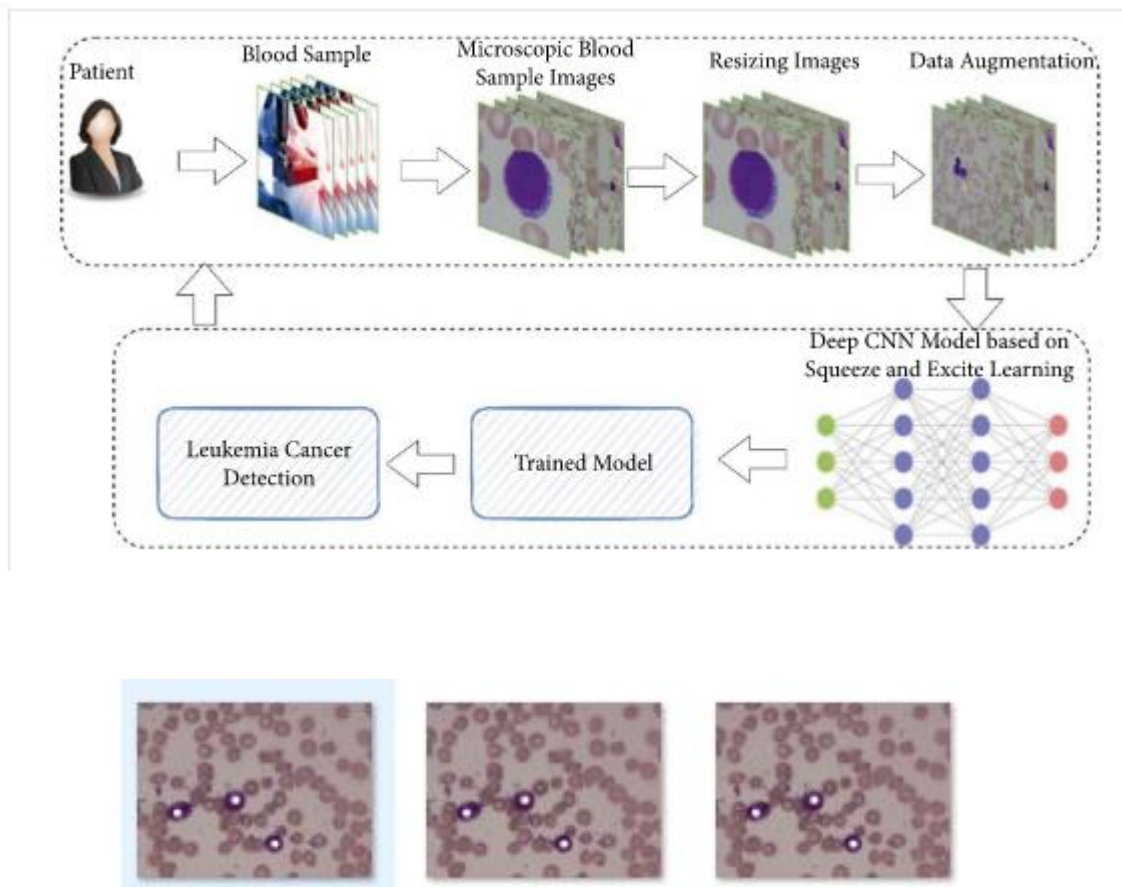 Patient
Blood Sample
Microscopic Blood
Sample Images
Resizing Images
Data Augmentation
Deep CNN Model based on
Squeeze and Excite Learning
Trained Model
Leukemia Cancer
Detection